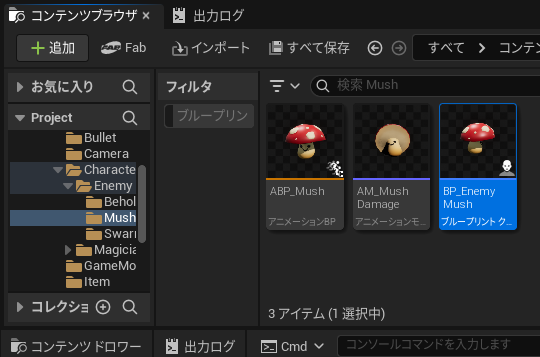 コンテンツブラウザ
出力ログ
追加
Fab
インポート
すべて保存
すべて
コンテン
お気に入り
フィルタ
検索 Mush
Project
ブループリン
Bullet
Camera
Characte
Enemy
Behol
Mush
Swarr
Magicia
GameMo
Item
コレクショ
ABP_Mush
アニメーションBP
AM_Mush
Damage
アニメーションモ...
BP_Enemy
Mush
ブループリント ク...
3 アイテム (1 選択中)
コンテンツ ドロワー
出力ログ
Cmd
コンソールコマンドを入力します